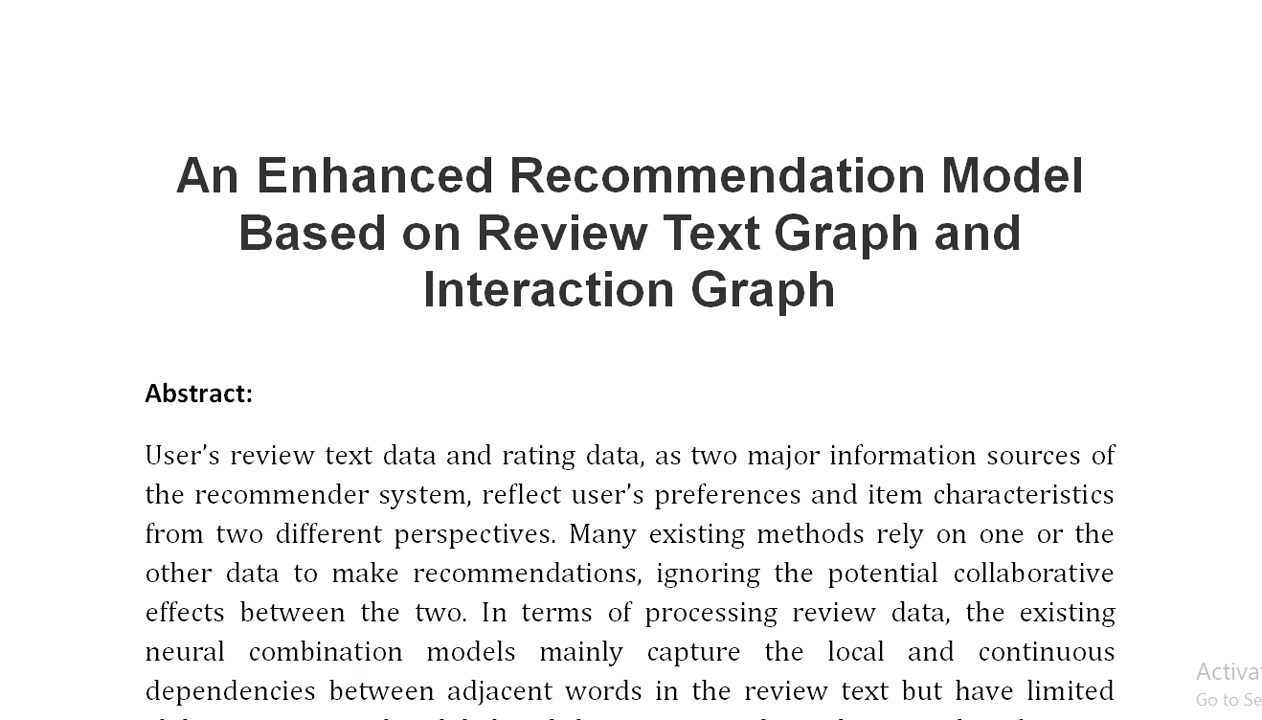 An Enhanced Recommendation Model
Based on Review Text Graph and
Interaction Graph
Abstract:
User’s review text data and rating data, as two major information sources of
the recommender system, reflect user’s preferences and item characteristics
from two different perspectives. Many existing methods rely on one or the
other data to make recommendations, ignoring the potential collaborative
effects between the two. In terms of processing review data, the existing
neural combination models mainly capture the local and continuous
dependencies between adjacent words in the review text but have limited
Activa
Go to Se